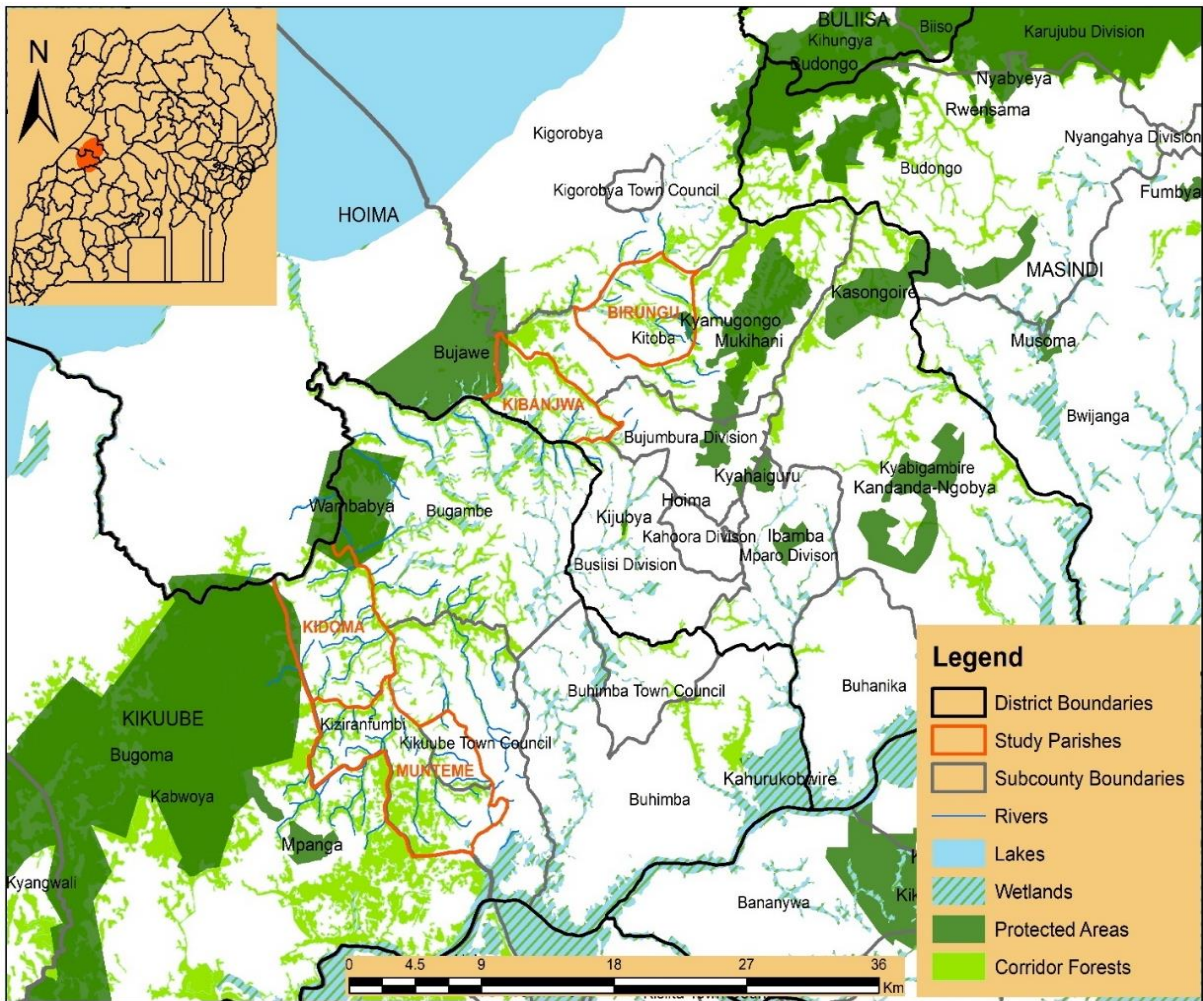 N
BULIISA
Biiso
Karujubu Division
Kihungya
Budongo
Nyabyeya
Rwensama
Kigorobya
Nyangahya Division
Budongo
Kigorobya Town Council
Fumbya
HOIMA
MASINDI
Kasongoire
BIRUNGU
Kyamugongo
Kitoba
Mukihani
Musoma
Bujawe
KIBANJWA
Bwijanga
Bujumbura Division
Kyabigambire
Kyahaiguru
Kandanda-Ngobya
Wambabya
Bugambe
Hoima
Kijubya
Ibamba
Kahoora Divison
Mparo Divison
Busiisi Division
KIDOMA
Buhimba Town Council
Buhanika
KIKUUBE
Kiziranfumbi
Kikuube Town Council
Bugoma
MUNTEME
Kahurukobwire
Kabwoya
Buhimba
Mpanga
Kyangwali
Bananywa
Legend
District Boundaries
Study Parishes
Subcounty Boundaries
Rivers
Lakes
Wetlands
Protected Areas
Corridor Forests
0 4.5 9 18 27 36
Km